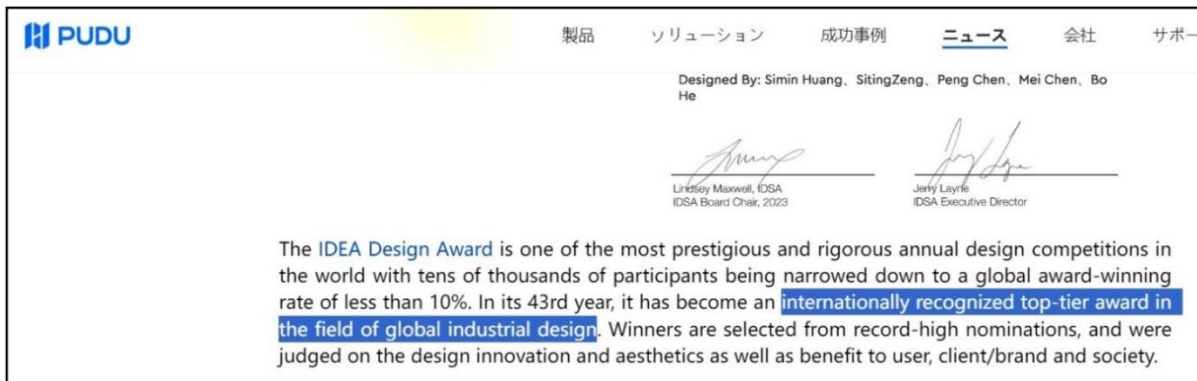 PUDU
製品 ソリューション 成功事例 ニュース 会社 サポー
Designed By: Simin Huang、SitingZeng、Peng Chen、Mei Chen、Bo
He
Lindsey Maxwell, IDSA
IDSA Board Chair, 2023
Jerry Layne
IDSA Executive Director
The IDEA Design Award is one of the most prestigious and rigorous annual design competitions in
the world with tens of thousands of participants being narrowed down to a global award-winning
rate of less than 10%. In its 43rd year, it has become an internationally recognized top-tier award in
the field of global industrial design. Winners are selected from record-high nominations, and were
judged on the design innovation and aesthetics as well as benefit to user, client/brand and society.